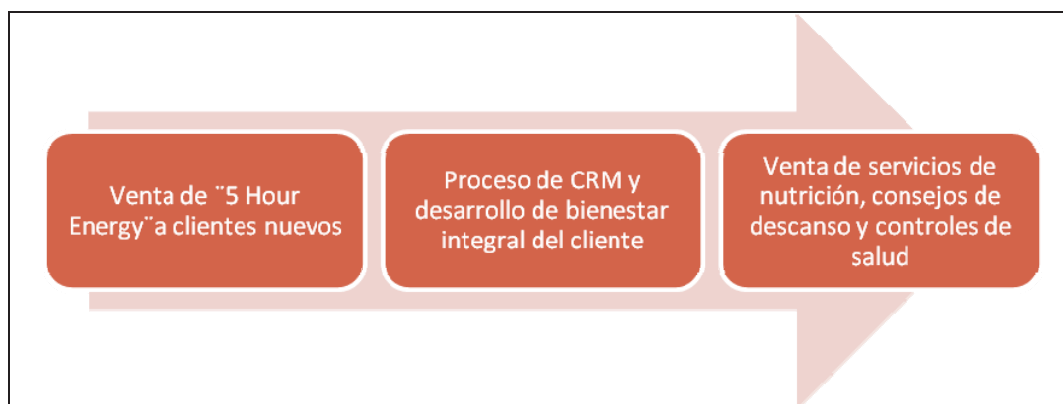 Venta de ¨5 Hour
Energy¨a clientes nuevos
Proceso de CRM y
desarrollo de bienestar
integral del cliente
Venta de servicios de
nutrición, consejos de
descanso y controles de
salud